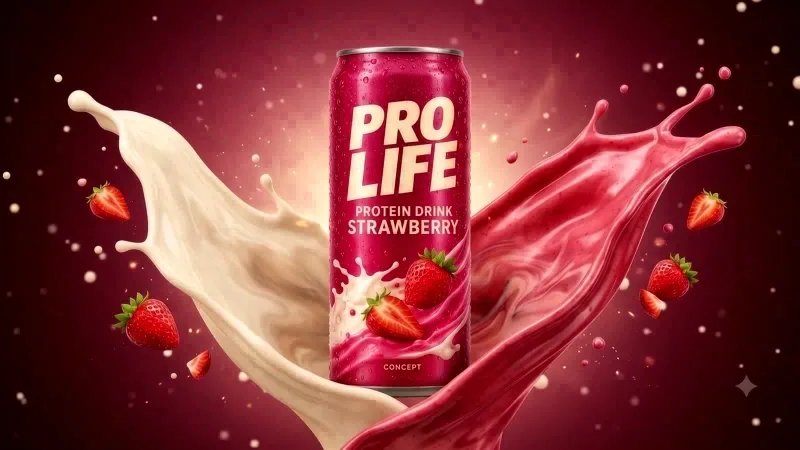 PRO
LIFE
PROTEIN DRINK
STRAWBERRY
CONCEPT